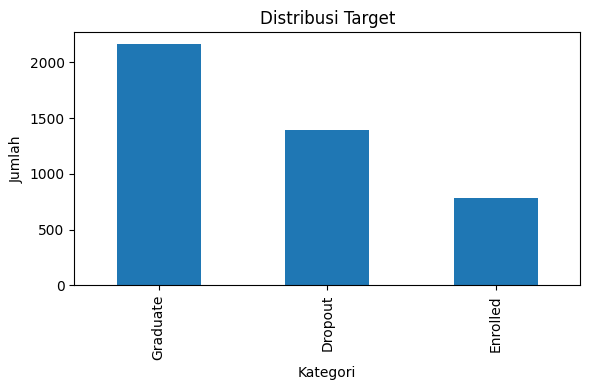 Distribusi Target
Jumlah
2000
1500
1000
500
0
Graduate
Dropout
Enrolled
Kategori